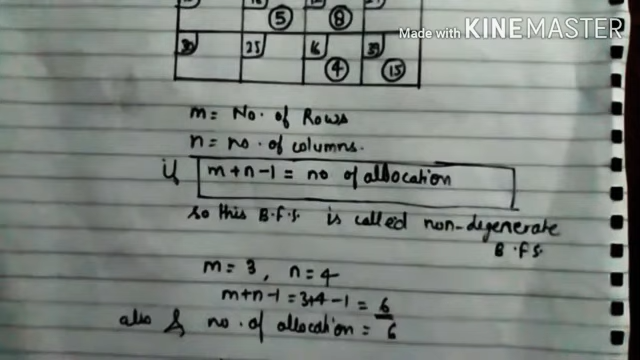 5 8
Made with KINEMASTER
30 25 16 39
4 15
m = No. of Rows
n = no. of columns.
if m+n-1 = no of allocation
so this B.f.s. is called non-degenerate
B.f.s.
m = 3, n = 4
m+n-1 = 3+4-1 = 6
also & no. of allocation = 6